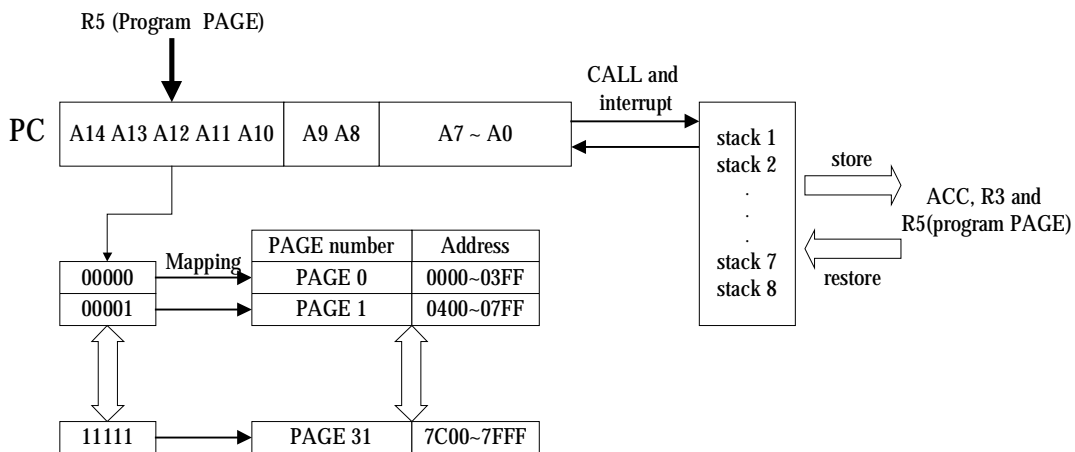 R5 (Program PAGE)
PC
A14 A13 A12 A11 A10
A9 A8
A7 ~ A0
CALL and
interrupt
stack 1
stack 2
.
.
.
stack 7
stack 8
store
ACC, R3 and
R5(program PAGE)
restore
PAGE number
Address
00000
Mapping
PAGE 0
0000~03FF
00001
PAGE 1
0400~07FF
11111
PAGE 31
7C00~7FFF